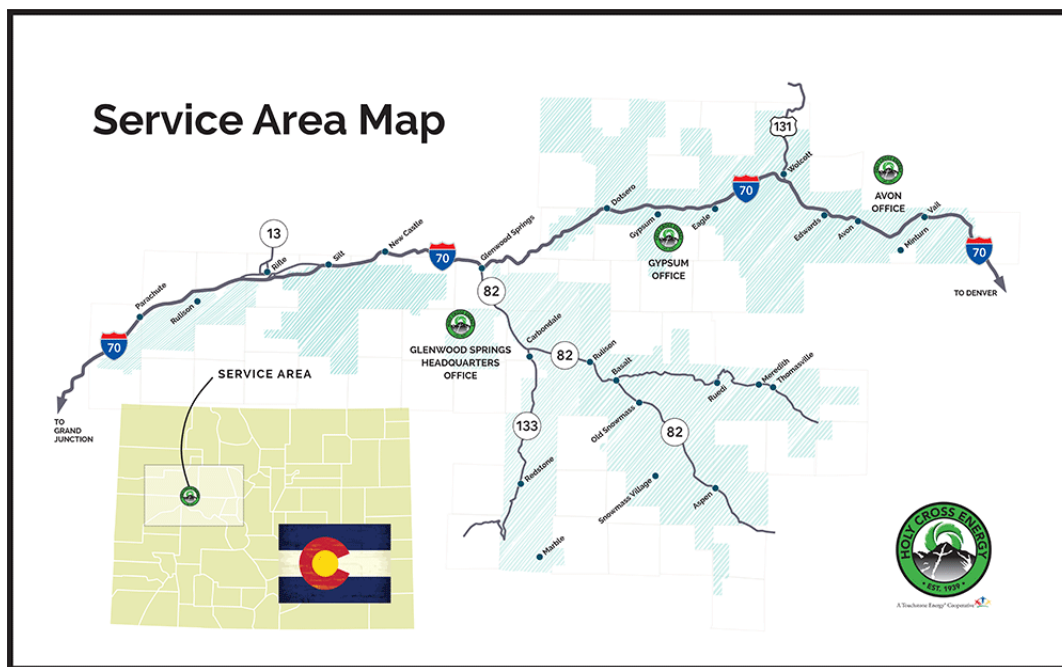 Service Area Map
131
Wolcott
70
AVON
OFFICE
Dotsero
Gypsum
Eagle
Edwards
Avon
Vail
Minturn
70
TO DENVER
GYPSUM
OFFICE
13
Rifle
Silt
New Castle
70
Glenwood Springs
82
Parachute
Rulison
70
GLENWOOD SPRINGS
HEADQUARTERS
OFFICE
Carbondale
82
Rulison
Basalt
Ruedi
Meredith
Thomasville
Old Snowmass
82
133
Redstone
Snowmass Village
Aspen
Marble
SERVICE AREA
TO
GRAND
JUNCTION
HOLY CROSS ENERGY
• EST. 1939 •
A Touchstone Energy® Cooperative